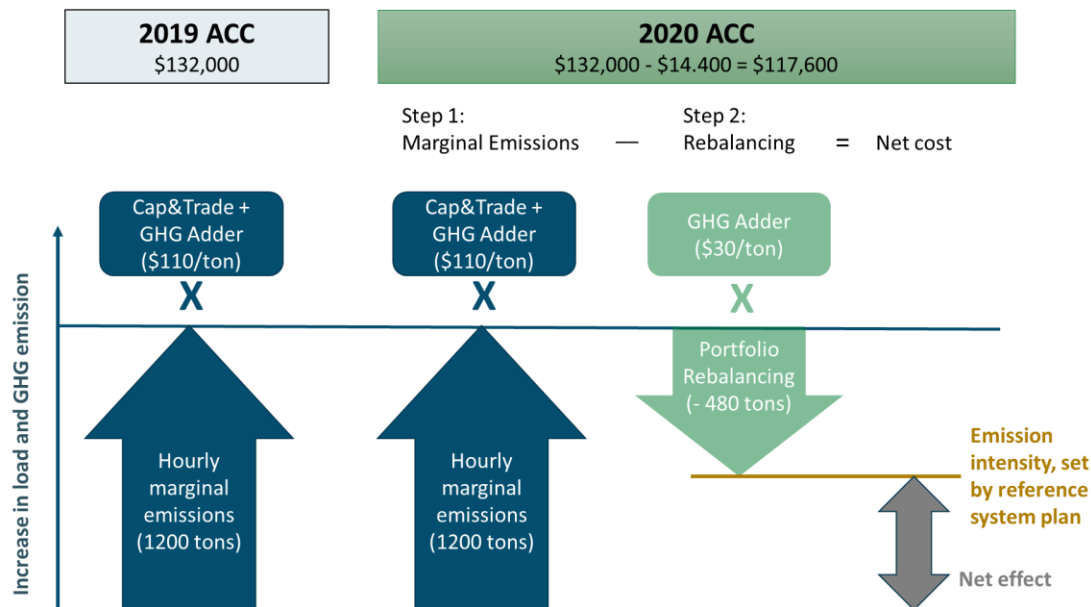 2019 ACC
$132,000
2020 ACC
$132,000 - $14.400 = $117,600
Step 1:
Marginal Emissions
—
Step 2:
Rebalancing
=
Net cost
Cap&Trade +
GHG Adder
($110/ton)
X
Cap&Trade +
GHG Adder
($110/ton)
X
GHG Adder
($30/ton)
X
Increase in load and GHG emission
Hourly
marginal
emissions
(1200 tons)
Hourly
marginal
emissions
(1200 tons)
Portfolio
Rebalancing
(- 480 tons)
Emission
intensity, set
by reference
system plan
Net effect